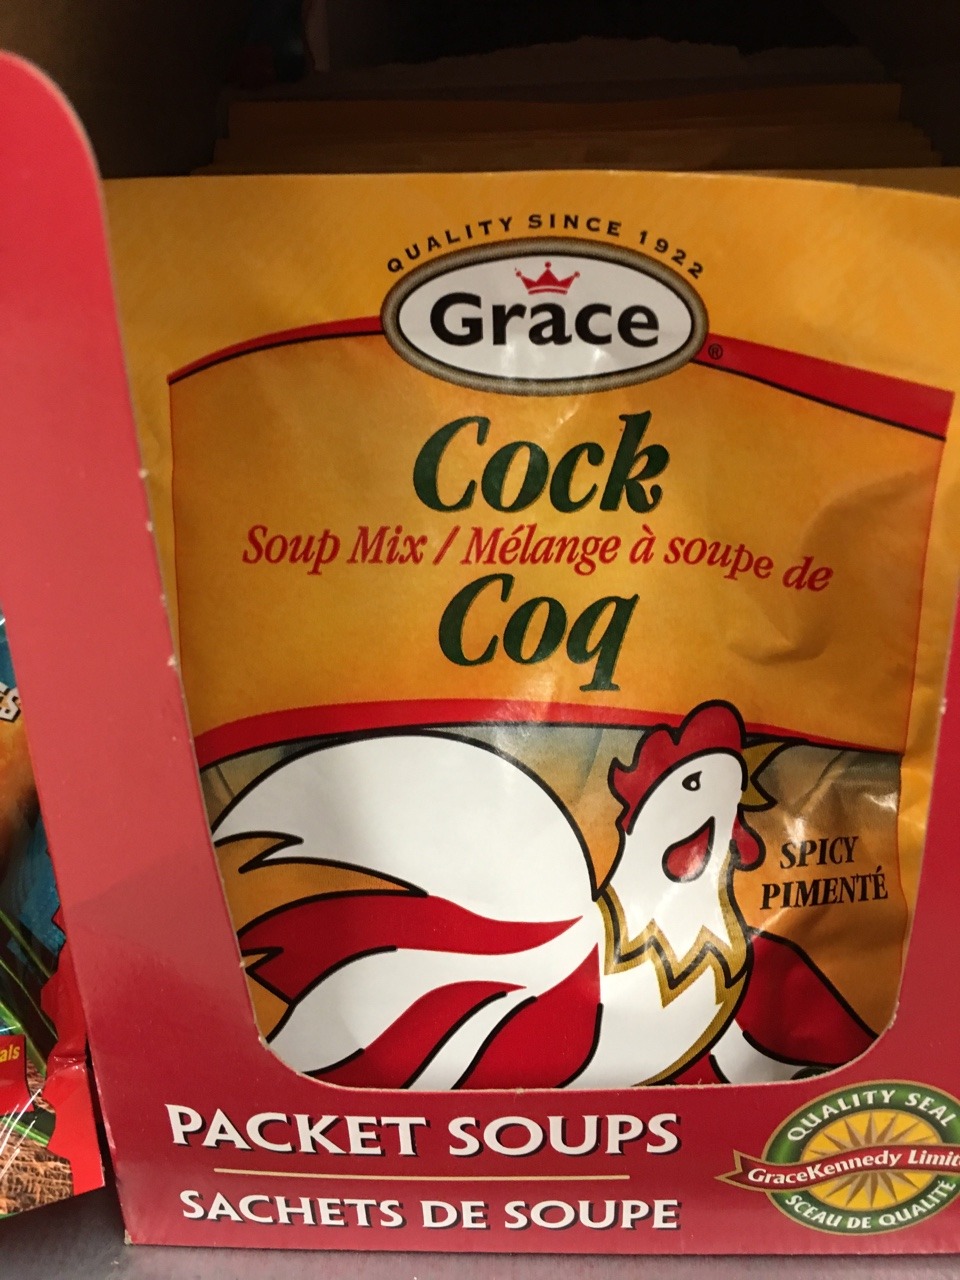 QUALITY SINCE 1922
Grace
®
Cock
Soup Mix / Mélange à soupe de
Coq
SPICY
PIMENTÉ
PACKET SOUPS
SACHETS DE SOUPE
QUALITY SEAL
GraceKennedy Limit
SCEAU DE QUALITÉ
als